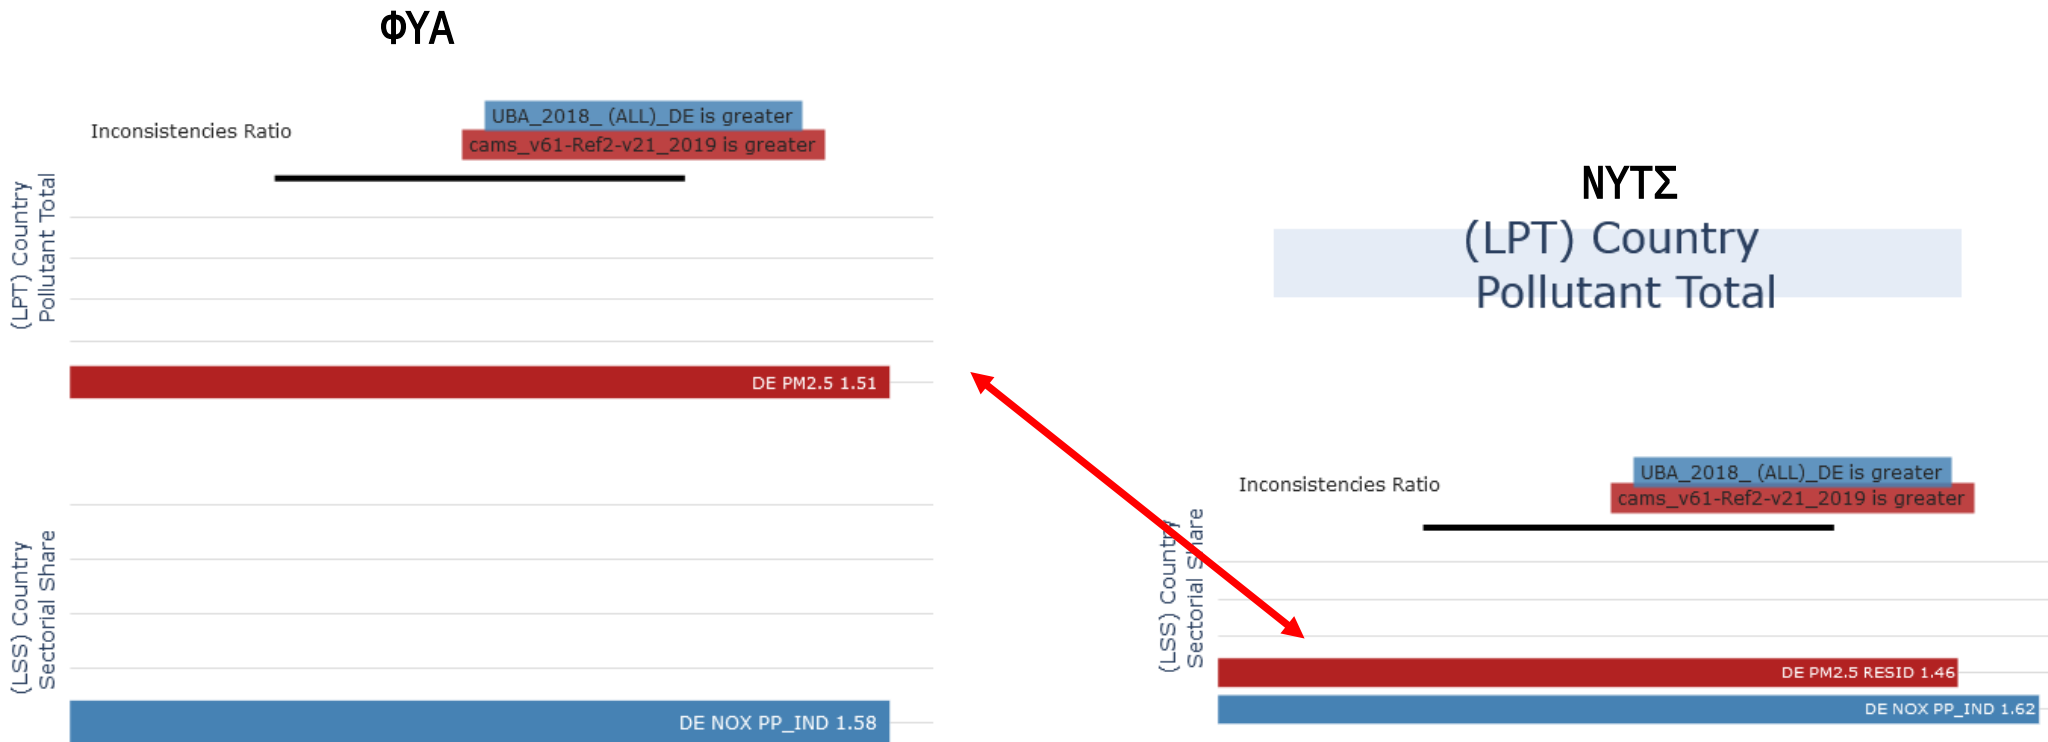 ΦΥΑ
Inconsistencies Ratio
UBA_2018_ (ALL)_DE is greater
cams_v61-Ref2-v21_2019 is greater
(LPT) Country
Pollutant Total
DE PM2.5 1.51
(LSS) Country
Sectorial Share
DE NOX PP_IND 1.58
ΝΥΤΣ
(LPT) Country
Pollutant Total
Inconsistencies Ratio
UBA_2018_ (ALL)_DE is greater
cams_v61-Ref2-v21_2019 is greater
(LSS) Country
Sectorial Share
DE PM2.5 RESID 1.46
DE NOX PP_IND 1.62